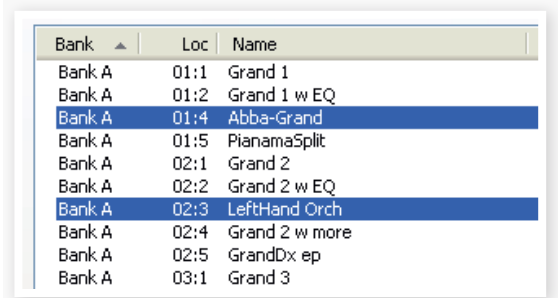 Bank Loc Name
Bank A 01:1 Grand 1
Bank A 01:2 Grand 1 w EQ
Bank A 01:4 Abba-Grand
Bank A 01:5 PianamaSplit
Bank A 02:1 Grand 2
Bank A 02:2 Grand 2 w EQ
Bank A 02:3 LeftHand Orch
Bank A 02:4 Grand 2 w more
Bank A 02:5 GrandDx ep
Bank A 03:1 Grand 3